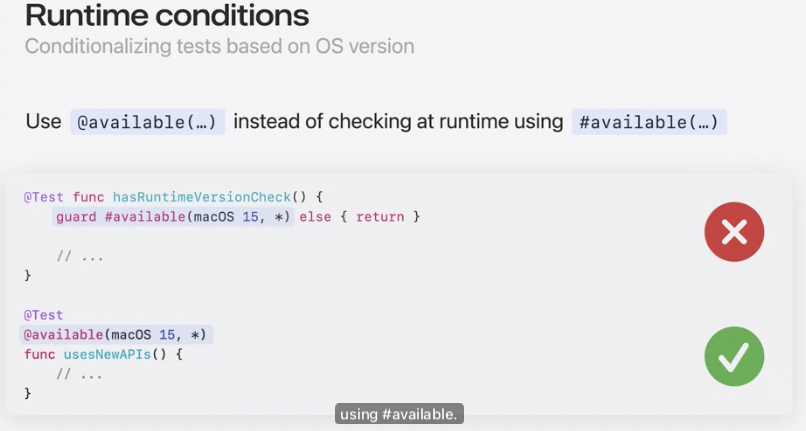 Runtime conditions
Conditionalizing tests based on OS version
Use @available(…) instead of checking at runtime using #available(…)
@Test func hasRuntimeVersionCheck() {
    guard #available(macOS 15, *) else { return }
    // ...
}
@Test
@available(macOS 15, *)
func usesNewAPIs() {
    // ...
}
using #available.